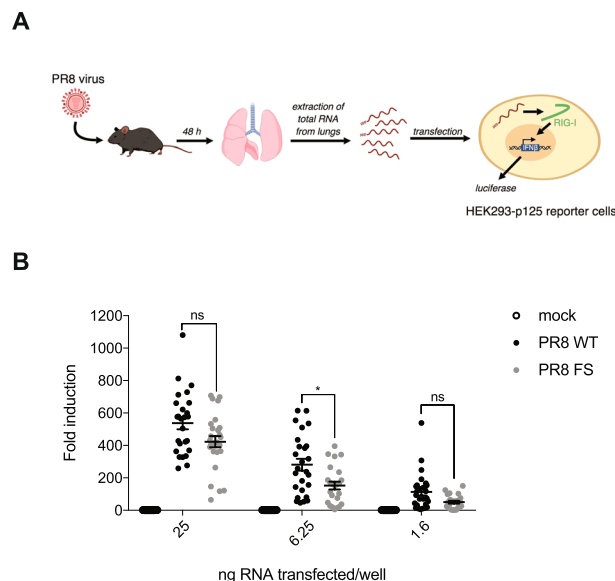 A
PR8 virus
48 h
extraction of
total RNA
from lungs
transfection
RIG-I
IFNβ
luciferase
HEK293-p125 reporter cells
B
1200
1000
800
600
400
200
0
Fold induction
ns
*
ns
25
6.25
1.6
ng RNA transfected/well
mock
PR8 WT
PR8 FS